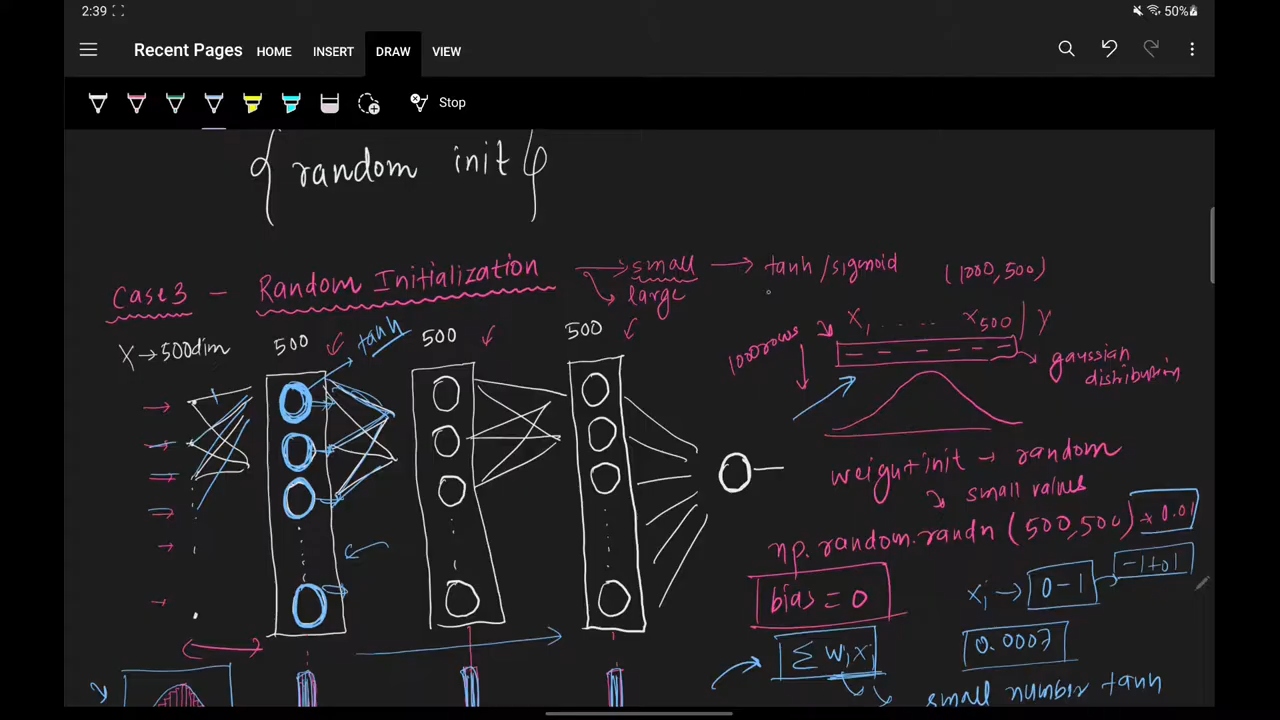 2:39
50%
Recent Pages HOME INSERT DRAW VIEW
Stop
{ random init }
Case3 - Random Initialization → small → tanh/sigmoid (1000,500)
→ large
X → 500dim 500 tanh 500 500
1000 rows x1 ..... x500 | y
gaussian distribution
weight init → random
small values
np.random.randn (500,500) * 0.01
bias = 0
xi → 0-1 -1 to 1
Σ wixi
0.0007
small number tanh